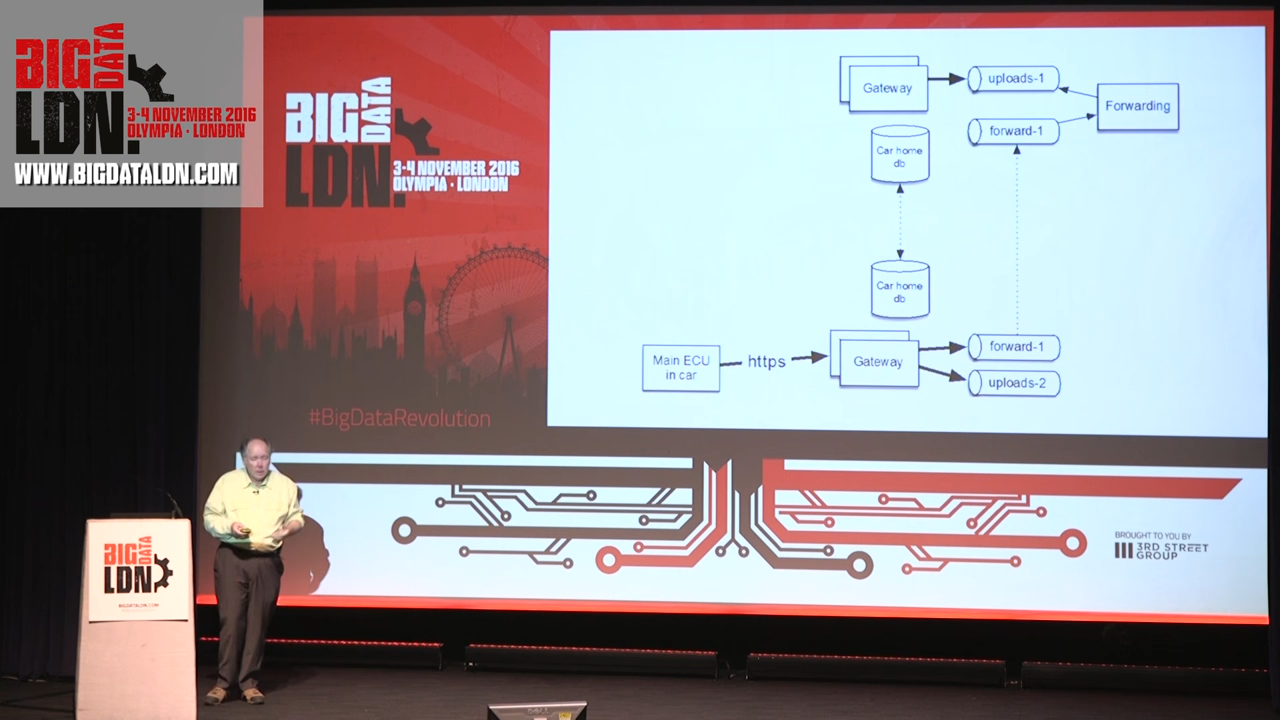 BIG
DATA
LDN.
3-4 NOVEMBER 2016
OLYMPIA · LONDON
WWW.BIGDATALDN.COM
BIG
DATA
LDN.
3-4 NOVEMBER 2016
OLYMPIA · LONDON
#BigDataRevolution
Gateway
uploads-1
Forwarding
forward-1
Car home
db
Car home
db
Main ECU
in car
https
Gateway
forward-1
uploads-2
BROUGHT TO YOU BY
3RD STREET
GROUP
BIG
DATA
LDN
BIGDATALDN.COM